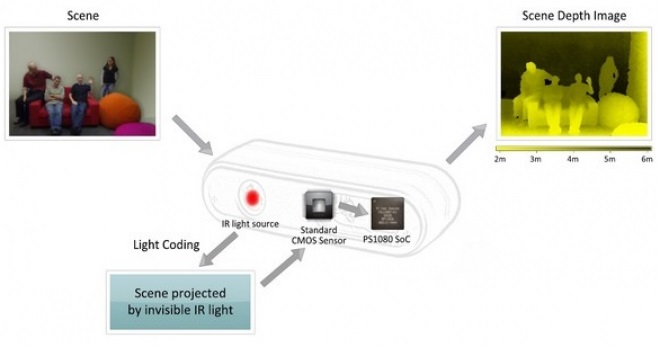 Scene
Scene Depth Image
2m 3m 4m 5m 6m
IR light source
Standard
CMOS Sensor
PS1080 SoC
Light Coding
Scene projected
by invisible IR light